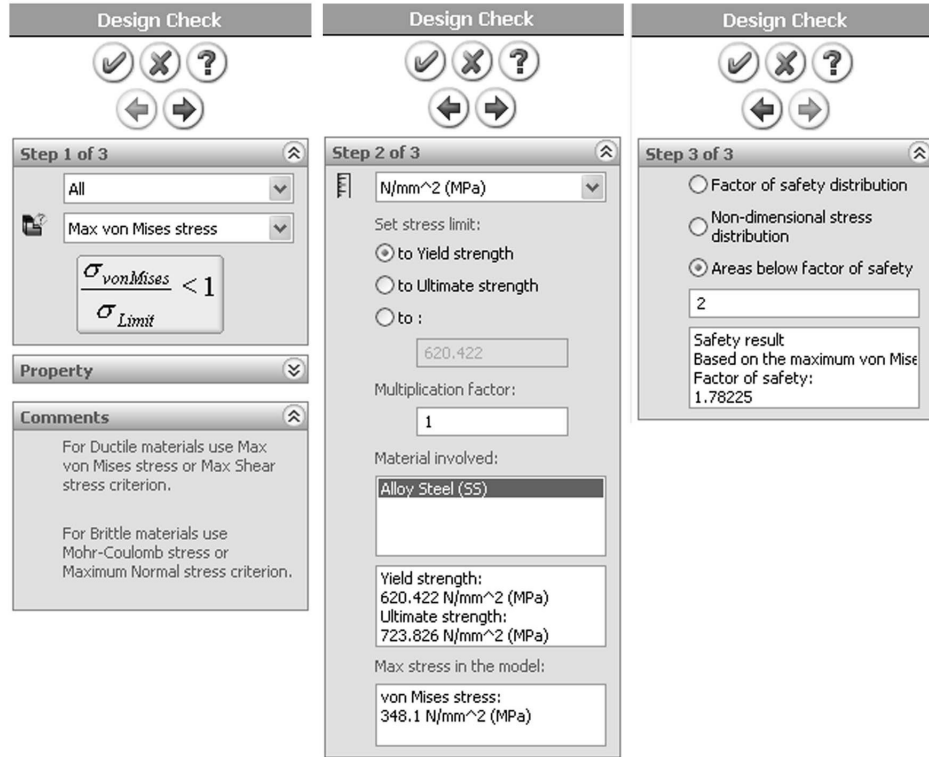 Design Check
Step 1 of 3
All
Max von Mises stress
σ vonMises
σ Limit
< 1
Property
Comments
For Ductile materials use Max
von Mises stress or Max Shear
stress criterion.
For Brittle materials use
Mohr-Coulomb stress or
Maximum Normal stress criterion.
Design Check
Step 2 of 3
N/mm^2 (MPa)
Set stress limit:
to Yield strength
to Ultimate strength
to :
620.422
Multiplication factor:
1
Material involved:
Alloy Steel (SS)
Yield strength:
620.422 N/mm^2 (MPa)
Ultimate strength:
723.826 N/mm^2 (MPa)
Max stress in the model:
von Mises stress:
348.1 N/mm^2 (MPa)
Design Check
Step 3 of 3
Factor of safety distribution
Non-dimensional stress
distribution
Areas below factor of safety
2
Safety result
Based on the maximum von Mise
Factor of safety:
1.78225